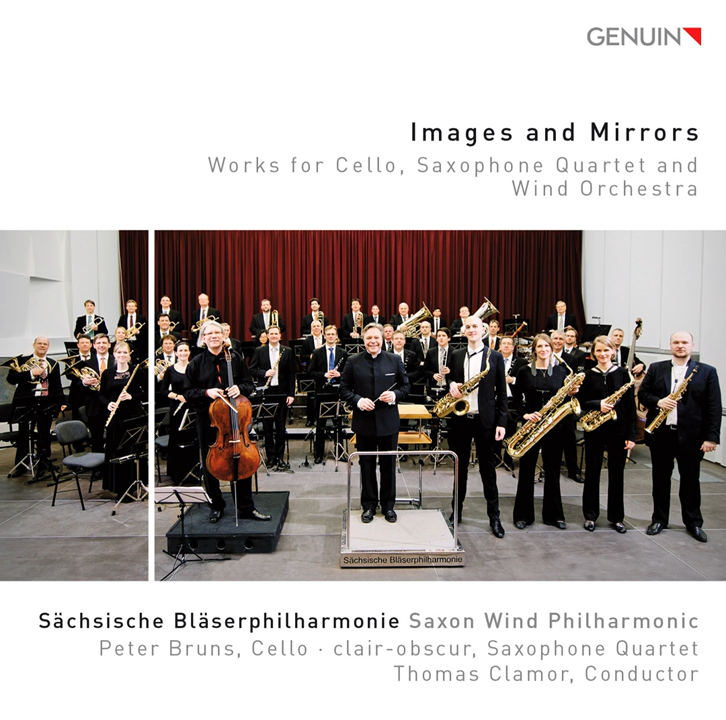 GENUIN
Images and Mirrors
Works for Cello, Saxophone Quartet and
Wind Orchestra
Sächsische Bläserphilharmonie
Sächsische Bläserphilharmonie Saxon Wind Philharmonic
Peter Bruns, Cello · clair-obscur, Saxophone Quartet
Thomas Clamor, Conductor